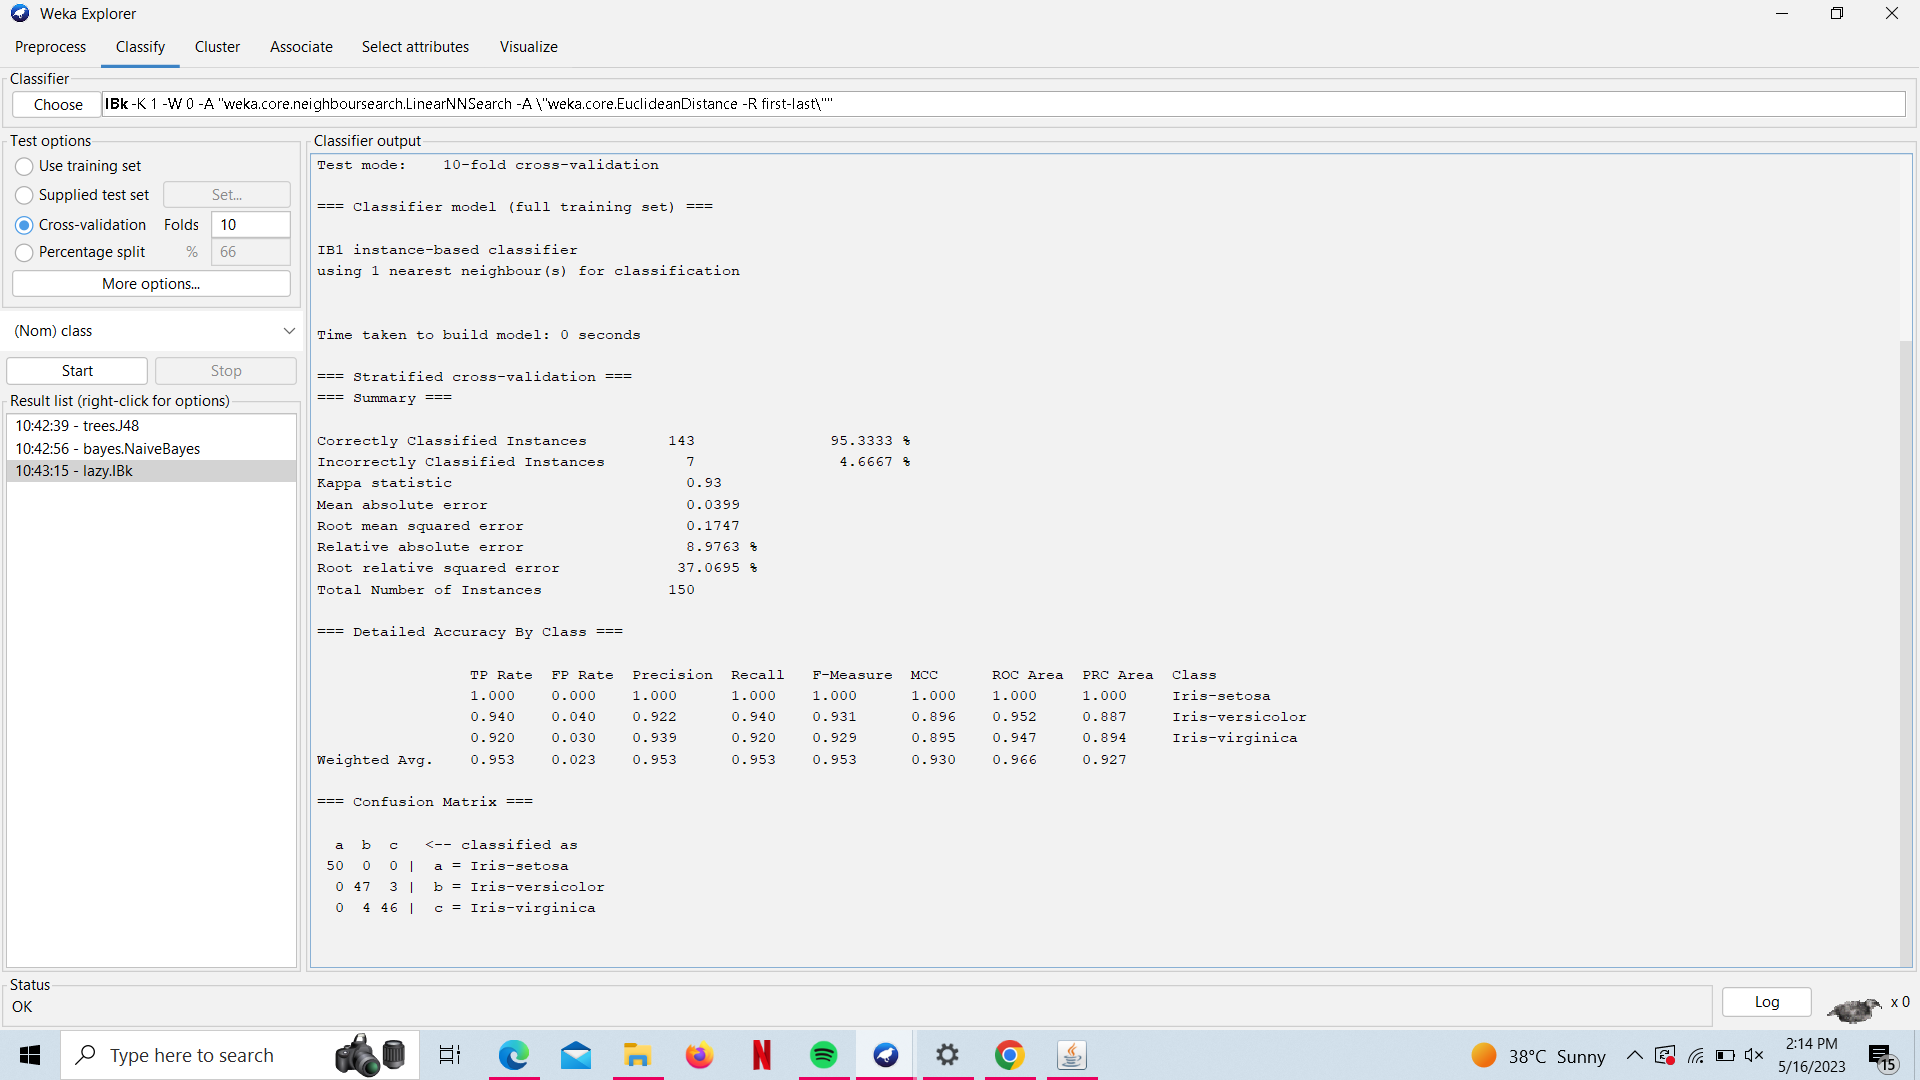 Weka Explorer
Preprocess Classify Cluster Associate Select attributes Visualize
Classifier
Choose IBk -K 1 -W 0 -A "weka.core.neighboursearch.LinearNNSearch -A \"weka.core.EuclideanDistance -R first-last\""
Test options
Use training set
Supplied test set Set...
Cross-validation Folds 10
Percentage split % 66
More options...
(Nom) class
Start Stop
Result list (right-click for options)
10:42:39 - trees.J48
10:42:56 - bayes.NaiveBayes
10:43:15 - lazy.IBk
Classifier output
Test mode: 10-fold cross-validation
=== Classifier model (full training set) ===
IB1 instance-based classifier
using 1 nearest neighbour(s) for classification
Time taken to build model: 0 seconds
=== Stratified cross-validation ===
=== Summary ===
Correctly Classified Instances 143 95.3333 %
Incorrectly Classified Instances 7 4.6667 %
Kappa statistic 0.93
Mean absolute error 0.0399
Root mean squared error 0.1747
Relative absolute error 8.9763 %
Root relative squared error 37.0695 %
Total Number of Instances 150
=== Detailed Accuracy By Class ===
TP Rate FP Rate Precision Recall F-Measure MCC ROC Area PRC Area Class
1.000 0.000 1.000 1.000 1.000 1.000 1.000 1.000 Iris-setosa
0.940 0.040 0.922 0.940 0.931 0.896 0.952 0.887 Iris-versicolor
0.920 0.030 0.939 0.920 0.929 0.895 0.947 0.894 Iris-virginica
Weighted Avg. 0.953 0.023 0.953 0.953 0.953 0.930 0.966 0.927
=== Confusion Matrix ===
a b c <-- classified as
50 0 0 | a = Iris-setosa
0 47 3 | b = Iris-versicolor
0 4 46 | c = Iris-virginica
Status
OK
Log x 0
Type here to search
38°C Sunny
2:14 PM
5/16/2023
15